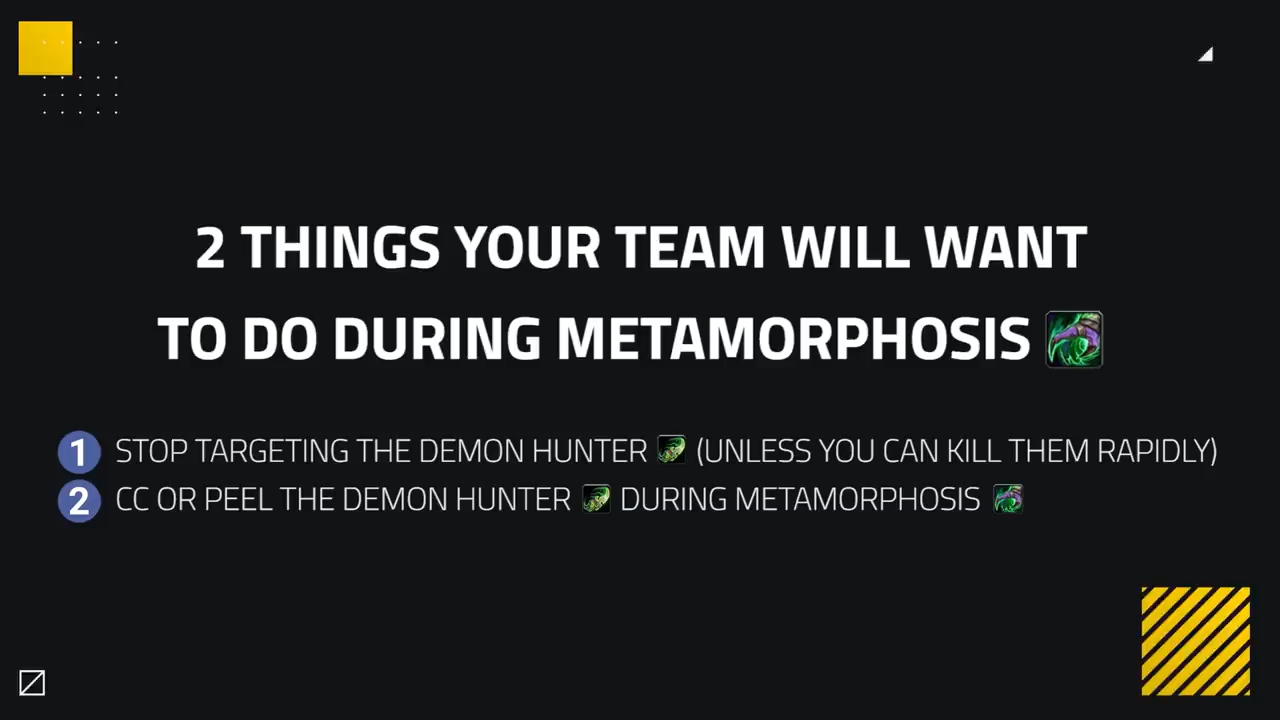 2 THINGS YOUR TEAM WILL WANT
TO DO DURING METAMORPHOSIS
1 STOP TARGETING THE DEMON HUNTER (UNLESS YOU CAN KILL THEM RAPIDLY)
2 CC OR PEEL THE DEMON HUNTER DURING METAMORPHOSIS